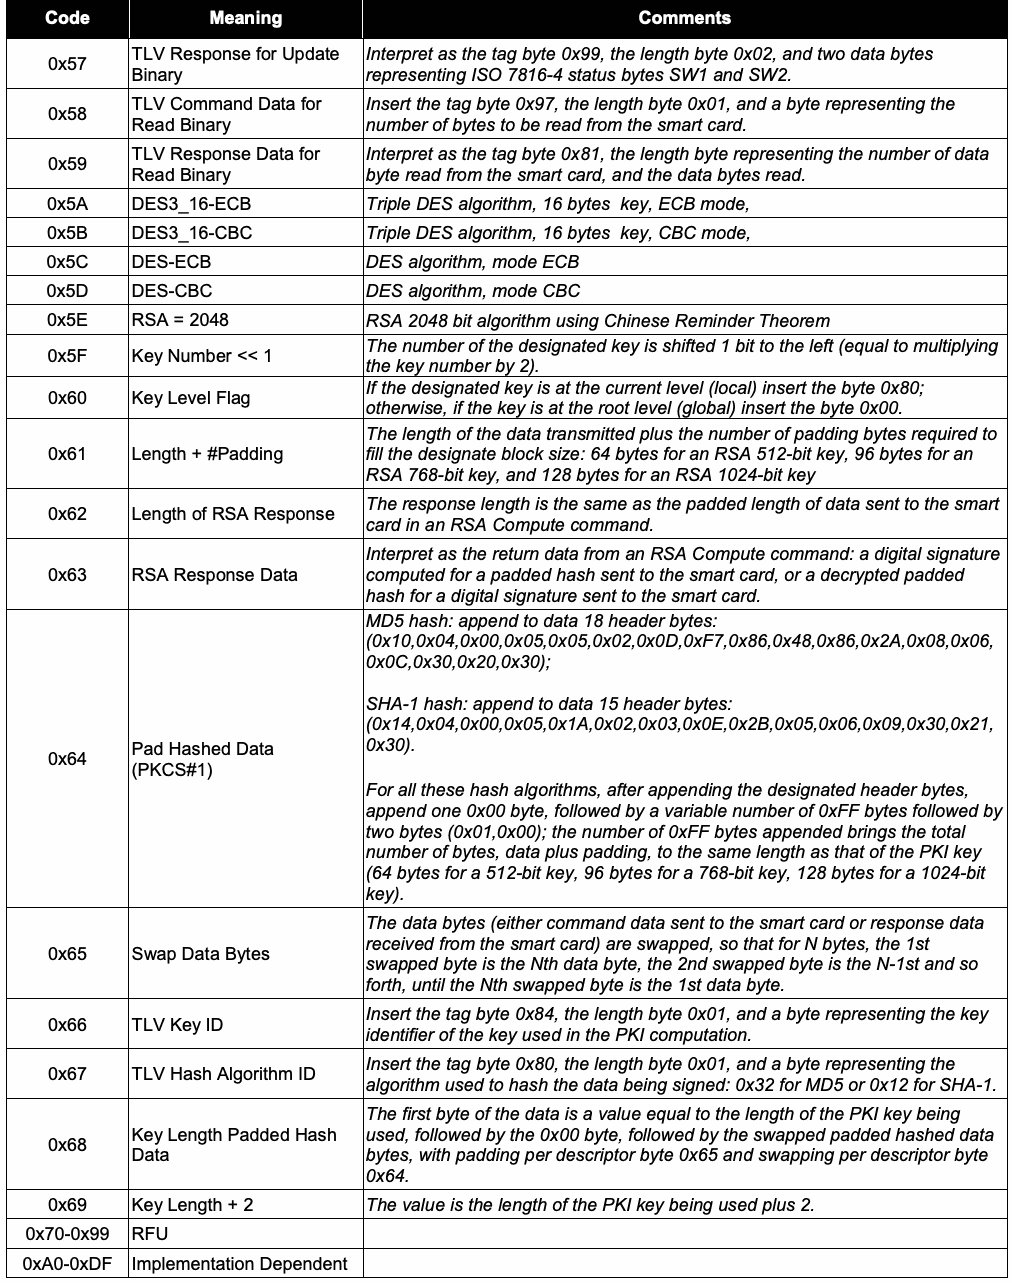 Code Meaning Comments
0x57 TLV Response for Update Binary Interpret as the tag byte 0x99, the length byte 0x02, and two data bytes
representing ISO 7816-4 status bytes SW1 and SW2.
0x58 TLV Command Data for Read Binary Insert the tag byte 0x97, the length byte 0x01, and a byte representing the
number of bytes to be read from the smart card.
0x59 TLV Response Data for Read Binary Interpret as the tag byte 0x81, the length byte representing the number of data
byte read from the smart card, and the data bytes read.
0x5A DES3_16-ECB Triple DES algorithm, 16 bytes key, ECB mode,
0x5B DES3_16-CBC Triple DES algorithm, 16 bytes key, CBC mode,
0x5C DES-ECB DES algorithm, mode ECB
0x5D DES-CBC DES algorithm, mode CBC
0x5E RSA = 2048 RSA 2048 bit algorithm using Chinese Reminder Theorem
0x5F Key Number << 1 The number of the designated key is shifted 1 bit to the left (equal to multiplying
the key number by 2).
0x60 Key Level Flag If the designated key is at the current level (local) insert the byte 0x80;
otherwise, if the key is at the root level (global) insert the byte 0x00.
0x61 Length + #Padding The length of the data transmitted plus the number of padding bytes required to
fill the designate block size: 64 bytes for an RSA 512-bit key, 96 bytes for an
RSA 768-bit key, and 128 bytes for an RSA 1024-bit key
0x62 Length of RSA Response The response length is the same as the padded length of data sent to the smart
card in an RSA Compute command.
0x63 RSA Response Data Interpret as the return data from an RSA Compute command: a digital signature
computed for a padded hash sent to the smart card, or a decrypted padded
hash for a digital signature sent to the smart card.
0x64 Pad Hashed Data (PKCS#1) MD5 hash: append to data 18 header bytes:
(0x10,0x04,0x00,0x05,0x05,0x02,0x0D,0xF7,0x86,0x48,0x86,0x2A,0x08,0x06,
0x0C,0x30,0x20,0x30);
SHA-1 hash: append to data 15 header bytes:
(0x14,0x04,0x00,0x05,0x1A,0x02,0x03,0x0E,0x2B,0x05,0x06,0x09,0x30,0x21,
0x30).
For all these hash algorithms, after appending the designated header bytes,
append one 0x00 byte, followed by a variable number of 0xFF bytes followed by
two bytes (0x01,0x00); the number of 0xFF bytes appended brings the total
number of bytes, data plus padding, to the same length as that of the PKI key
(64 bytes for a 512-bit key, 96 bytes for a 768-bit key, 128 bytes for a 1024-bit
key).
0x65 Swap Data Bytes The data bytes (either command data sent to the smart card or response data
received from the smart card) are swapped, so that for N bytes, the 1st
swapped byte is the Nth data byte, the 2nd swapped byte is the N-1st and so
forth, until the Nth swapped byte is the 1st data byte.
0x66 TLV Key ID Insert the tag byte 0x84, the length byte 0x01, and a byte representing the key
identifier of the key used in the PKI computation.
0x67 TLV Hash Algorithm ID Insert the tag byte 0x80, the length byte 0x01, and a byte representing the
algorithm used to hash the data being signed: 0x32 for MD5 or 0x12 for SHA-1.
0x68 Key Length Padded Hash Data The first byte of the data is a value equal to the length of the PKI key being
used, followed by the 0x00 byte, followed by the swapped padded hashed data
bytes, with padding per descriptor byte 0x65 and swapping per descriptor byte
0x64.
0x69 Key Length + 2 The value is the length of the PKI key being used plus 2.
0x70-0x99 RFU
0xA0-0xDF Implementation Dependent